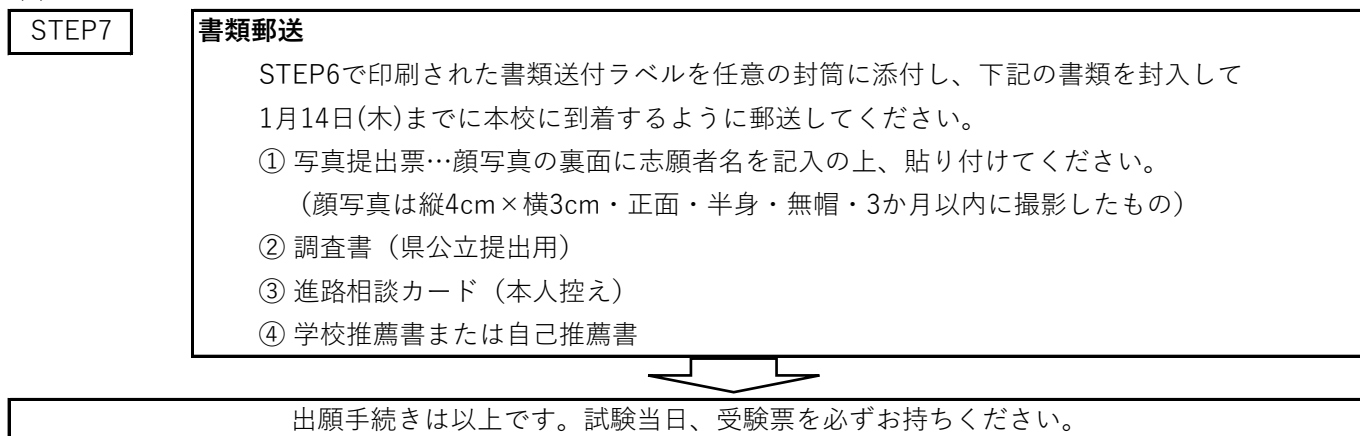 STEP7
書類郵送
STEP6で印刷された書類送付ラベルを任意の封筒に添付し、下記の書類を封入して
1月14日(木)までに本校に到着するように郵送してください。
① 写真提出票…顔写真の裏面に志願者名を記入の上、貼り付けてください。
（顔写真は縦4cm×横3cm・正面・半身・無帽・3か月以内に撮影したもの）
② 調査書（県公立提出用）
③ 進路相談カード（本人控え）
④ 学校推薦書または自己推薦書
出願手続きは以上です。試験当日、受験票を必ずお持ちください。